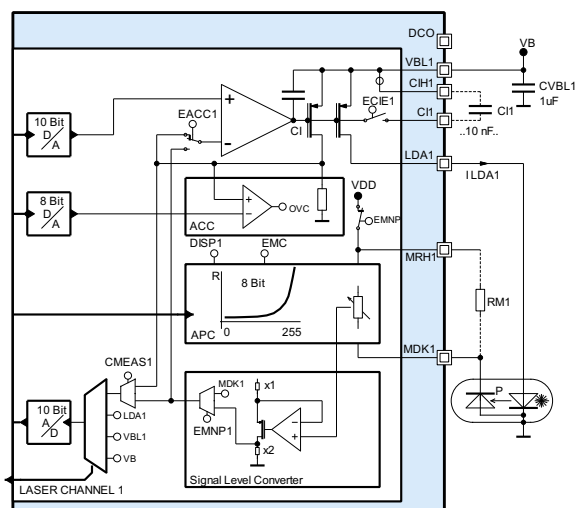 DCO
VBL1
VB
CIH1
CVBL1
1uF
10 Bit
D/A
EACC1
+
−
CI
ECIE1
CI1
CI1
..10 nF..
LDA1
ILDA1
8 Bit
D/A
+
−
OVC
ACC
VDD
EMNP
DISP1
EMC
MRH1
R
8 Bit
0
255
APC
RM1
MDK1
CMEAS1
MDK1
x1
P
10 Bit
A/D
LDA1
EMNP1
−
+
VBL1
x2
VB
Signal Level Converter
LASER CHANNEL 1